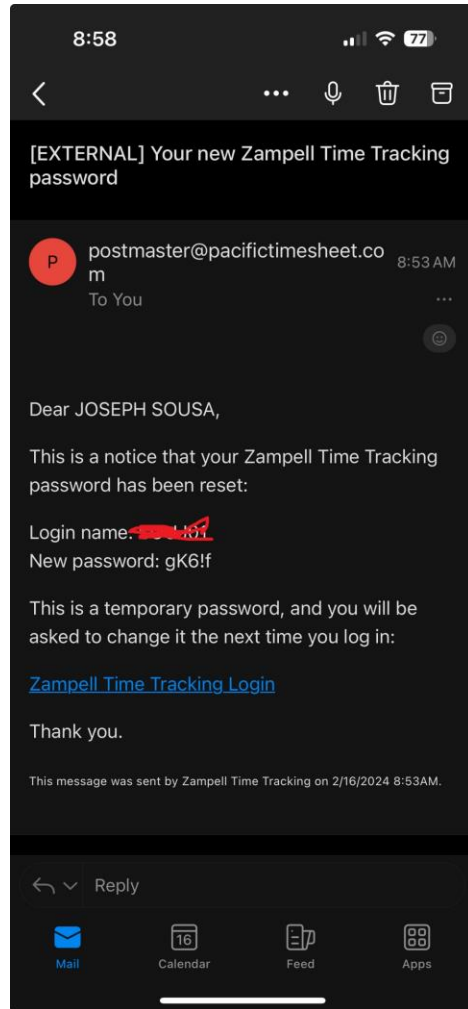 8:58
77
[EXTERNAL] Your new Zampell Time Tracking
password
P
postmaster@pacifictimesheet.co
m
8:53 AM
To You
Dear JOSEPH SOUSA,
This is a notice that your Zampell Time Tracking
password has been reset:
Login name:
New password: gK6!f
This is a temporary password, and you will be
asked to change it the next time you log in:
Zampell Time Tracking Login
Thank you.
This message was sent by Zampell Time Tracking on 2/16/2024 8:53AM.
Reply
16
Mail
Calendar
Feed
Apps